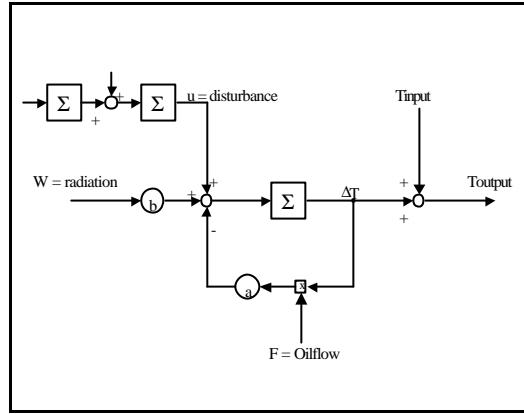 Σ
Σ
+
+
u = disturbance
Tinput
W = radiation
b
+
+
-
Σ
ΔT
+
+
Toutput
a
x
F = Oilflow